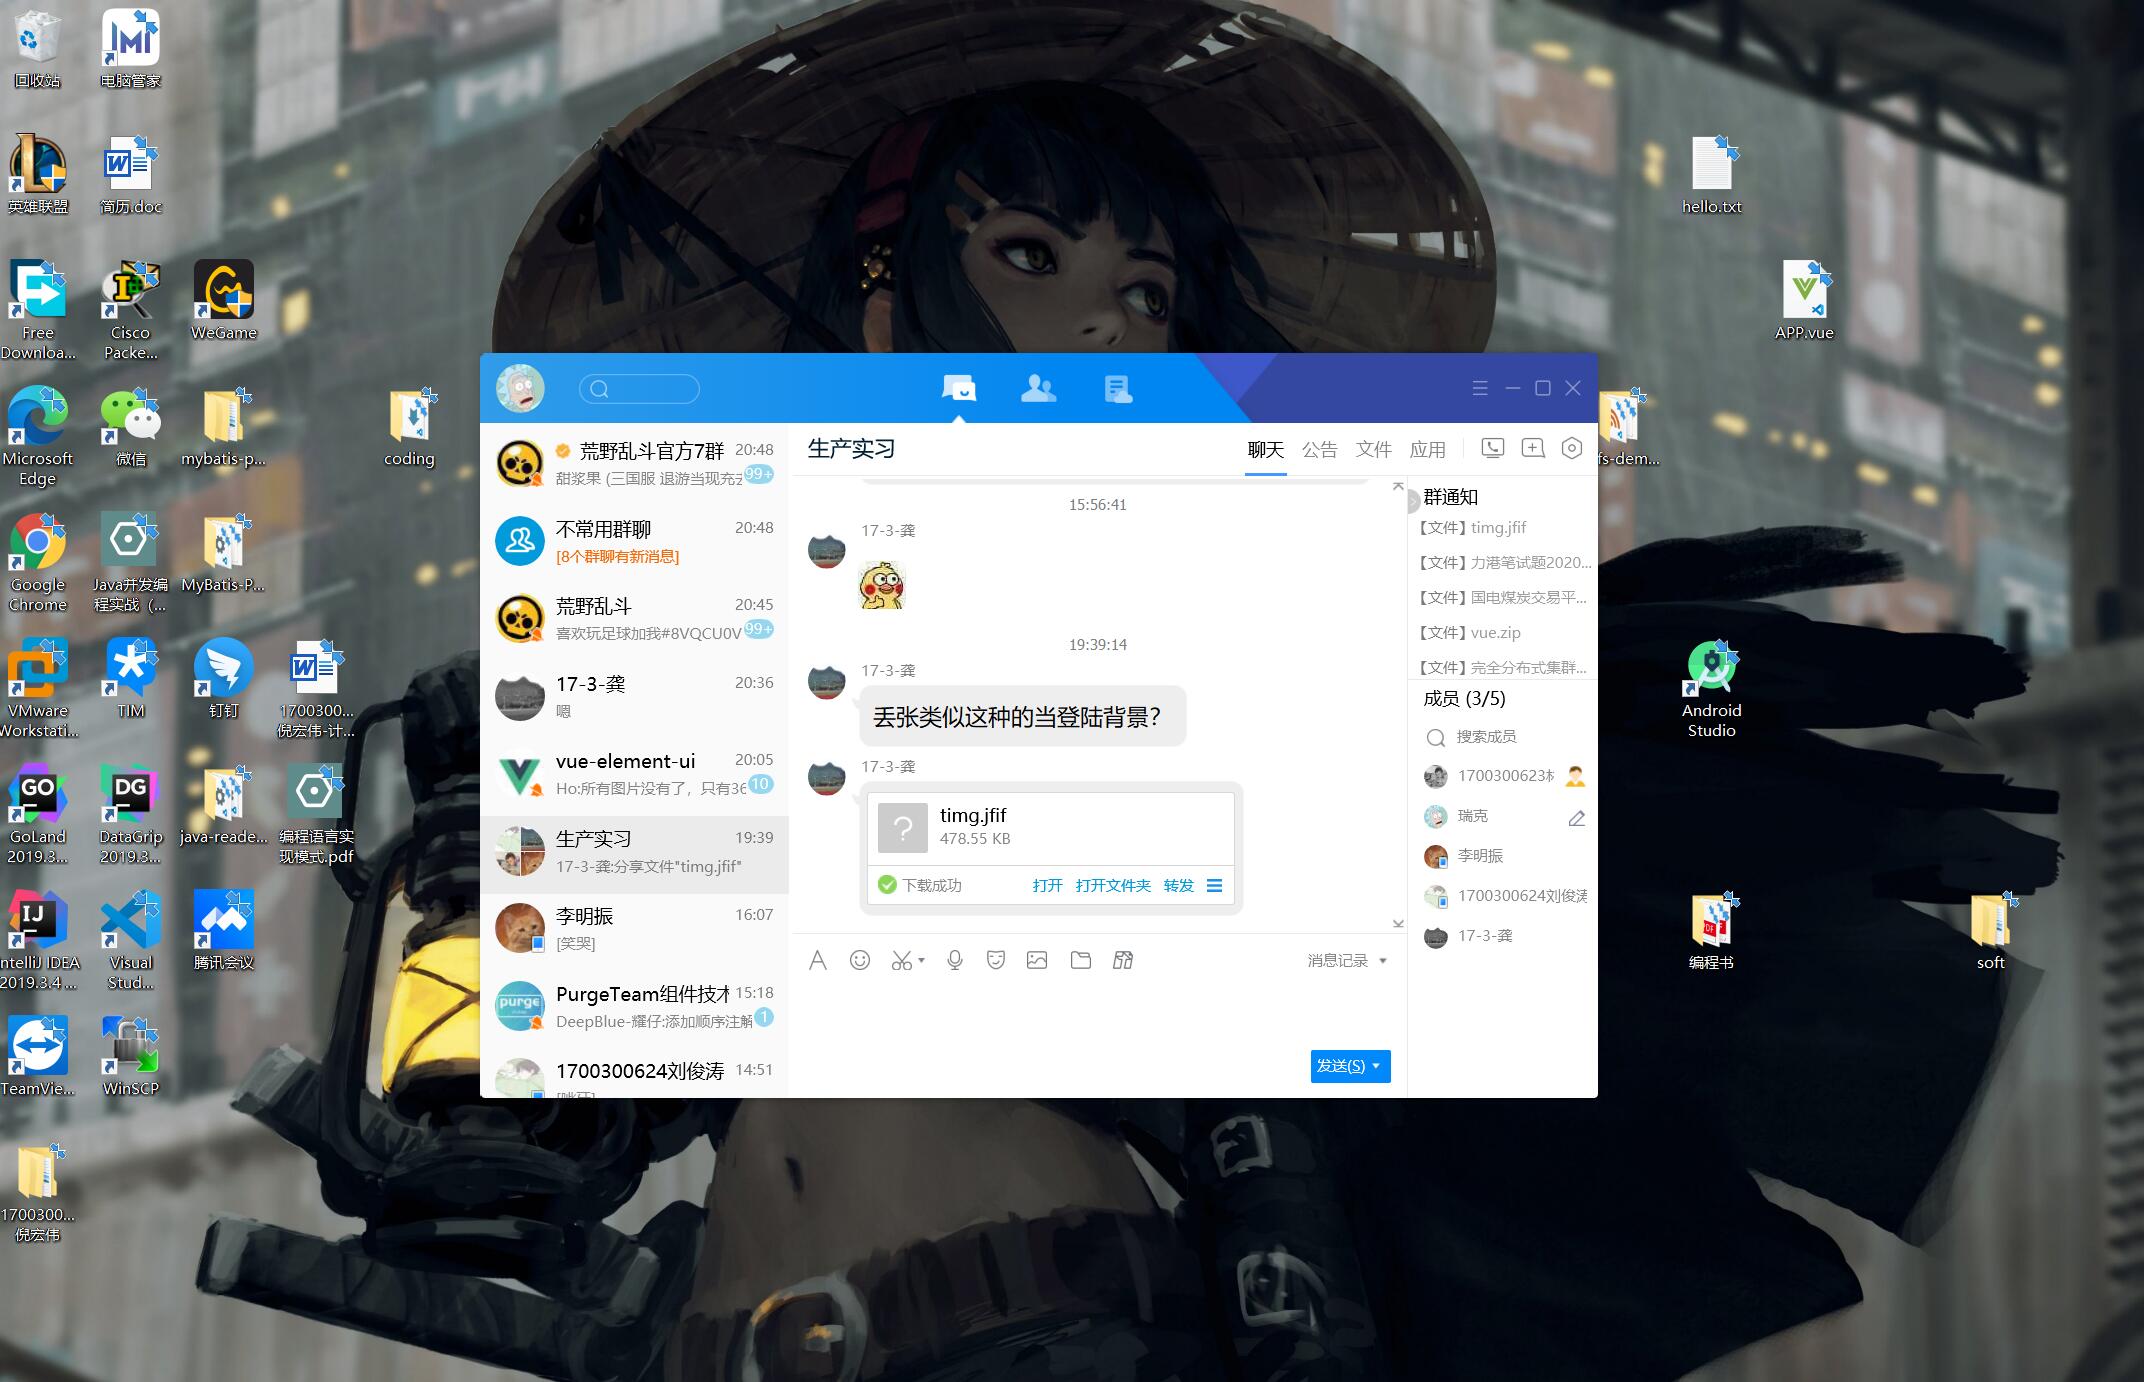 回收站
电脑管家
英雄联盟
简历.doc
hello.txt
Free
Downloa...
Cisco
Packe...
WeGame
APP.vue
Microsoft
Edge
微信
mybatis-p...
coding
fs-dem...
Google
Chrome
Java并发编
程实战（...
MyBatis-P...
VMware
Workstati...
TIM
钉钉
1700300...
倪宏伟-计...
Android
Studio
GoLand
2019.3...
DataGrip
2019.3...
java-reade...
编程语言实
现模式.pdf
IntelliJ IDEA
2019.3.4 ...
Visual
Stud...
腾讯会议
编程书
soft
TeamVie...
WinSCP
1700300...
倪宏伟
荒野乱斗官方7群 20:48
甜浆果 (三国服 退游当现充去 99+
不常用群聊 20:48
[8个群聊有新消息]
荒野乱斗 20:45
喜欢玩足球加我#8VQCU0V 99+
17-3-龚 20:36
嗯
vue-element-ui 20:05
Ho:所有图片没有了，只有36 10
生产实习 19:39
17-3-龚:分享文件"timg.jfif"
李明振 16:07
[笑哭]
PurgeTeam组件技术 15:18
DeepBlue-耀仔:添加顺序注解 1
1700300624刘俊涛 14:51
生产实习
聊天 公告 文件 应用
15:56:41
17-3-龚
19:39:14
17-3-龚
丢张类似这种的当登陆背景？
17-3-龚
timg.jfif
478.55 KB
下载成功 打开 打开文件夹 转发
消息记录
发送(S)
群通知
【文件】timg.jfif
【文件】力港笔试题2020...
【文件】国电煤炭交易平...
【文件】vue.zip
【文件】完全分布式集群...
成员 (3/5)
搜索成员
1700300623
瑞克
李明振
1700300624刘俊涛
17-3-龚